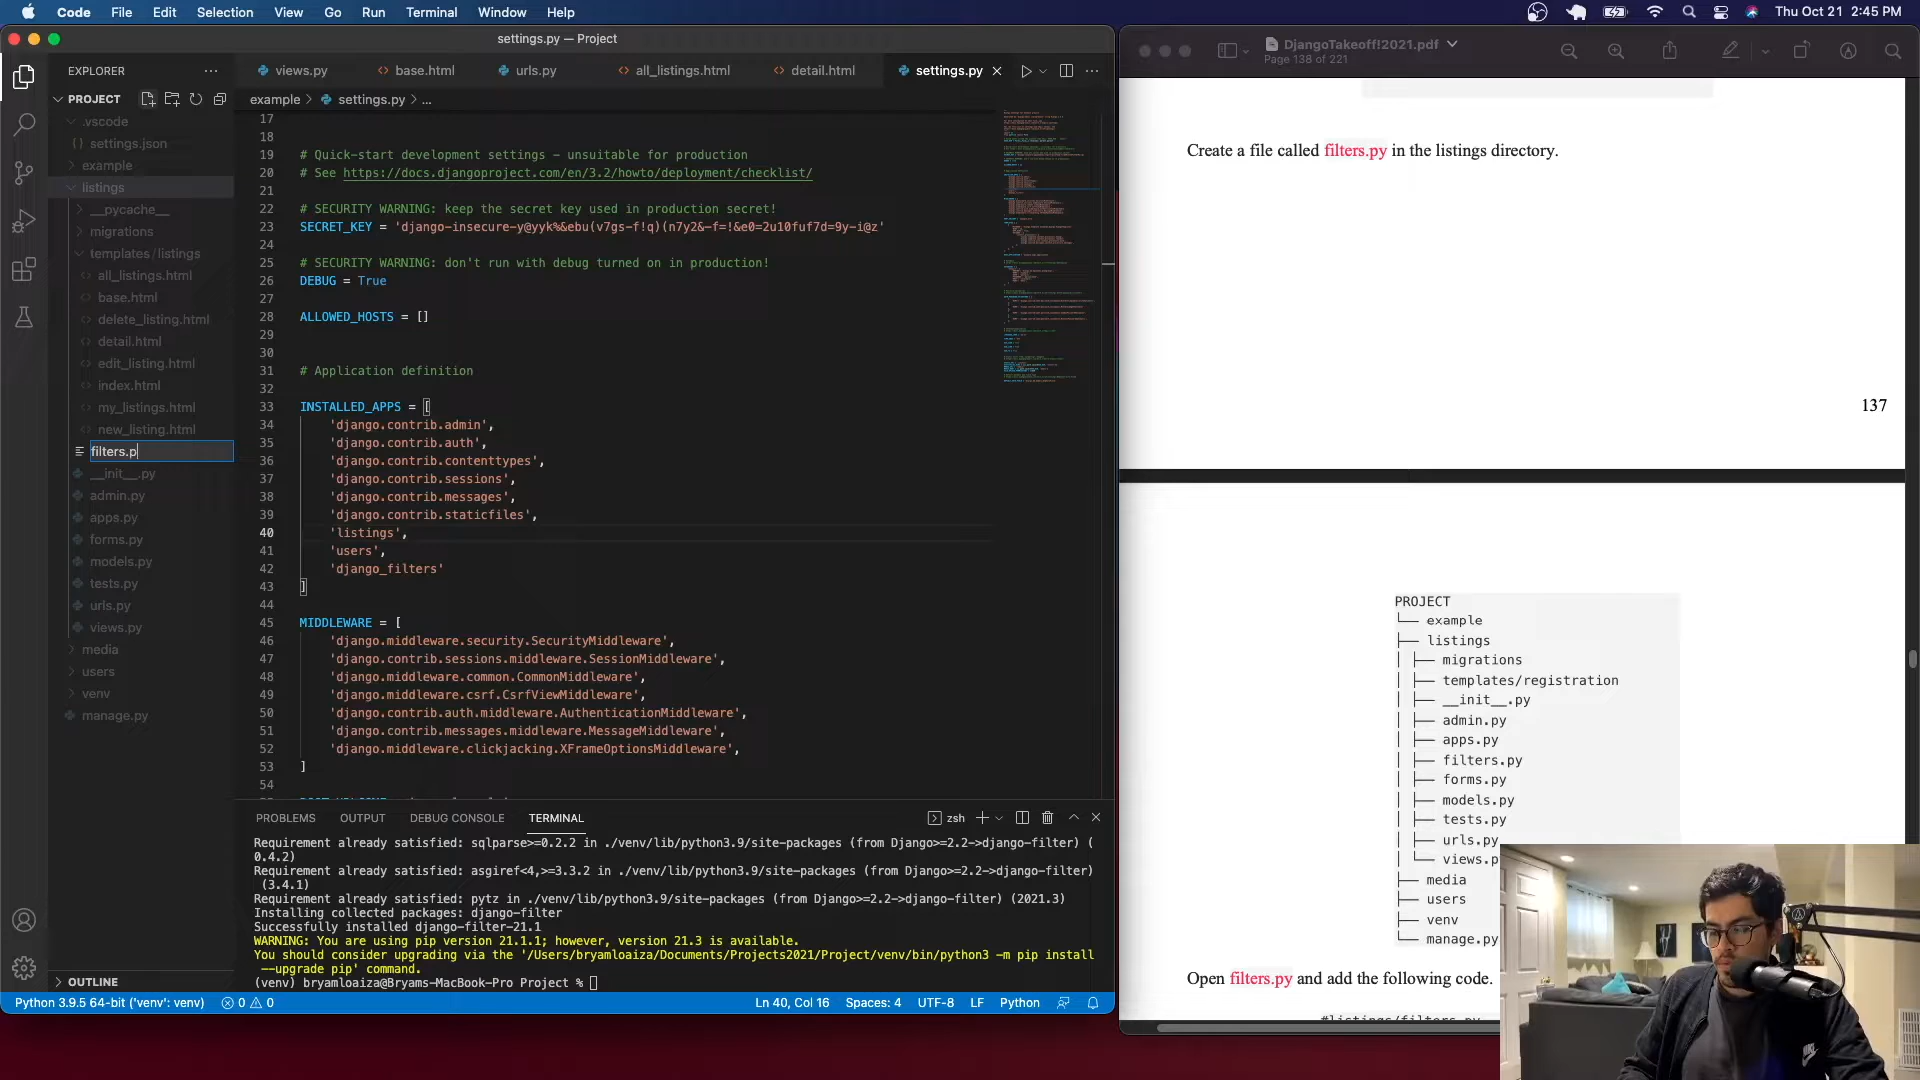 Code File Edit Selection View Go Run Terminal Window Help
Thu Oct 21 2:45 PM
settings.py — Project
EXPLORER
PROJECT
.vscode
settings.json
example
listings
__pycache__
migrations
templates/listings
all_listings.html
base.html
delete_listing.html
detail.html
edit_listing.html
index.html
my_listings.html
new_listing.html
filters.p
__init__.py
admin.py
apps.py
forms.py
models.py
tests.py
urls.py
views.py
media
users
venv
manage.py
OUTLINE
views.py base.html urls.py all_listings.html detail.html settings.py
example > settings.py > ...
17
18
19 # Quick-start development settings - unsuitable for production
20 # See https://docs.djangoproject.com/en/3.2/howto/deployment/checklist/
21
22 # SECURITY WARNING: keep the secret key used in production secret!
23 SECRET_KEY = 'django-insecure-y@yyk%&ebu(v7gs-f!q)(n7y2&-f=!&e0=2u10fuf7d=9y-i@z'
24
25 # SECURITY WARNING: don't run with debug turned on in production!
26 DEBUG = True
27
28 ALLOWED_HOSTS = []
29
30
31 # Application definition
32
33 INSTALLED_APPS = [
34 'django.contrib.admin',
35 'django.contrib.auth',
36 'django.contrib.contenttypes',
37 'django.contrib.sessions',
38 'django.contrib.messages',
39 'django.contrib.staticfiles',
40 'listings',
41 'users',
42 'django_filters'
43 ]
44
45 MIDDLEWARE = [
46 'django.middleware.security.SecurityMiddleware',
47 'django.contrib.sessions.middleware.SessionMiddleware',
48 'django.middleware.common.CommonMiddleware',
49 'django.middleware.csrf.CsrfViewMiddleware',
50 'django.contrib.auth.middleware.AuthenticationMiddleware',
51 'django.contrib.messages.middleware.MessageMiddleware',
52 'django.middleware.clickjacking.XFrameOptionsMiddleware',
53 ]
54
PROBLEMS OUTPUT DEBUG CONSOLE TERMINAL
zsh
Requirement already satisfied: sqlparse>=0.2.2 in ./venv/lib/python3.9/site-packages (from Django>=2.2->django-filter) (
0.4.2)
Requirement already satisfied: asgiref<4,>=3.3.2 in ./venv/lib/python3.9/site-packages (from Django>=2.2->django-filter)
(3.4.1)
Requirement already satisfied: pytz in ./venv/lib/python3.9/site-packages (from Django>=2.2->django-filter) (2021.3)
Installing collected packages: django-filter
Successfully installed django-filter-21.1
WARNING: You are using pip version 21.1.1; however, version 21.3 is available.
You should consider upgrading via the '/Users/bryamloaiza/Documents/Projects2021/Project/venv/bin/python3 -m pip install
--upgrade pip' command.
(venv) bryamloaiza@Bryams-MacBook-Pro Project %
Python 3.9.5 64-bit ('venv': venv) 0 0
Ln 40, Col 16 Spaces: 4 UTF-8 LF Python
DjangoTakeoff!2021.pdf
Page 138 of 221
Create a file called filters.py in the listings directory.
137
PROJECT
└── example
├── listings
│ ├── migrations
│ ├── templates/registration
│ ├── __init__.py
│ ├── admin.py
│ ├── apps.py
│ ├── filters.py
│ ├── forms.py
│ ├── models.py
│ ├── tests.py
│ ├── urls.py
│ └── views.p
├── media
├── users
├── venv
└── manage.py
Open filters.py and add the following code.
#listings/filters.py